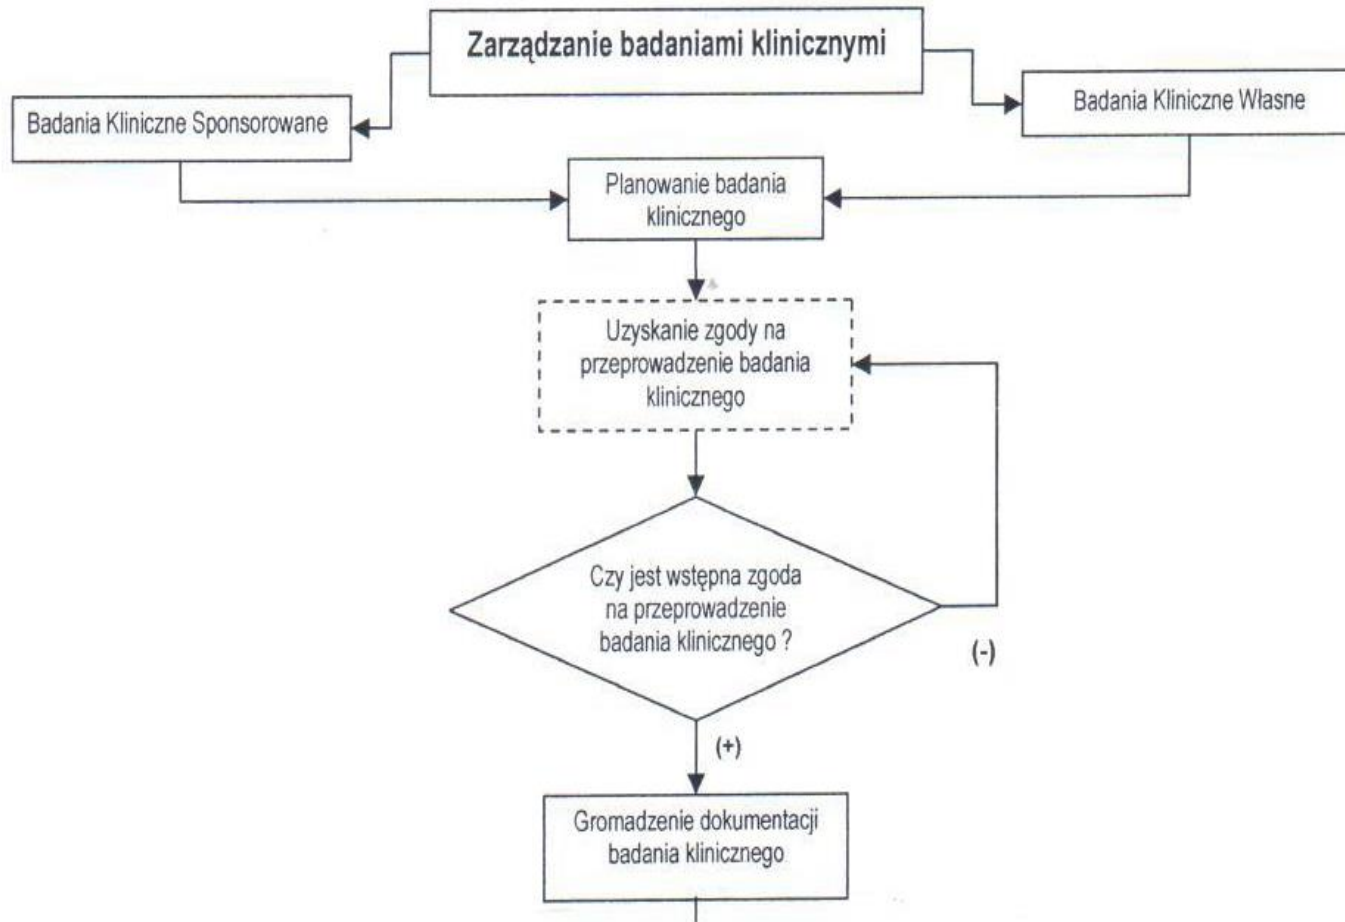 Zarządzanie badaniami klinicznymi
Badania Kliniczne Sponsorowane
Badania Kliniczne Własne
Planowanie badania
klinicznego
Uzyskanie zgody na
przeprowadzenie badania
klinicznego
Czy jest wstępna zgoda
na przeprowadzenie
badania klinicznego ?
(-)
(+)
Gromadzenie dokumentacji
badania klinicznego